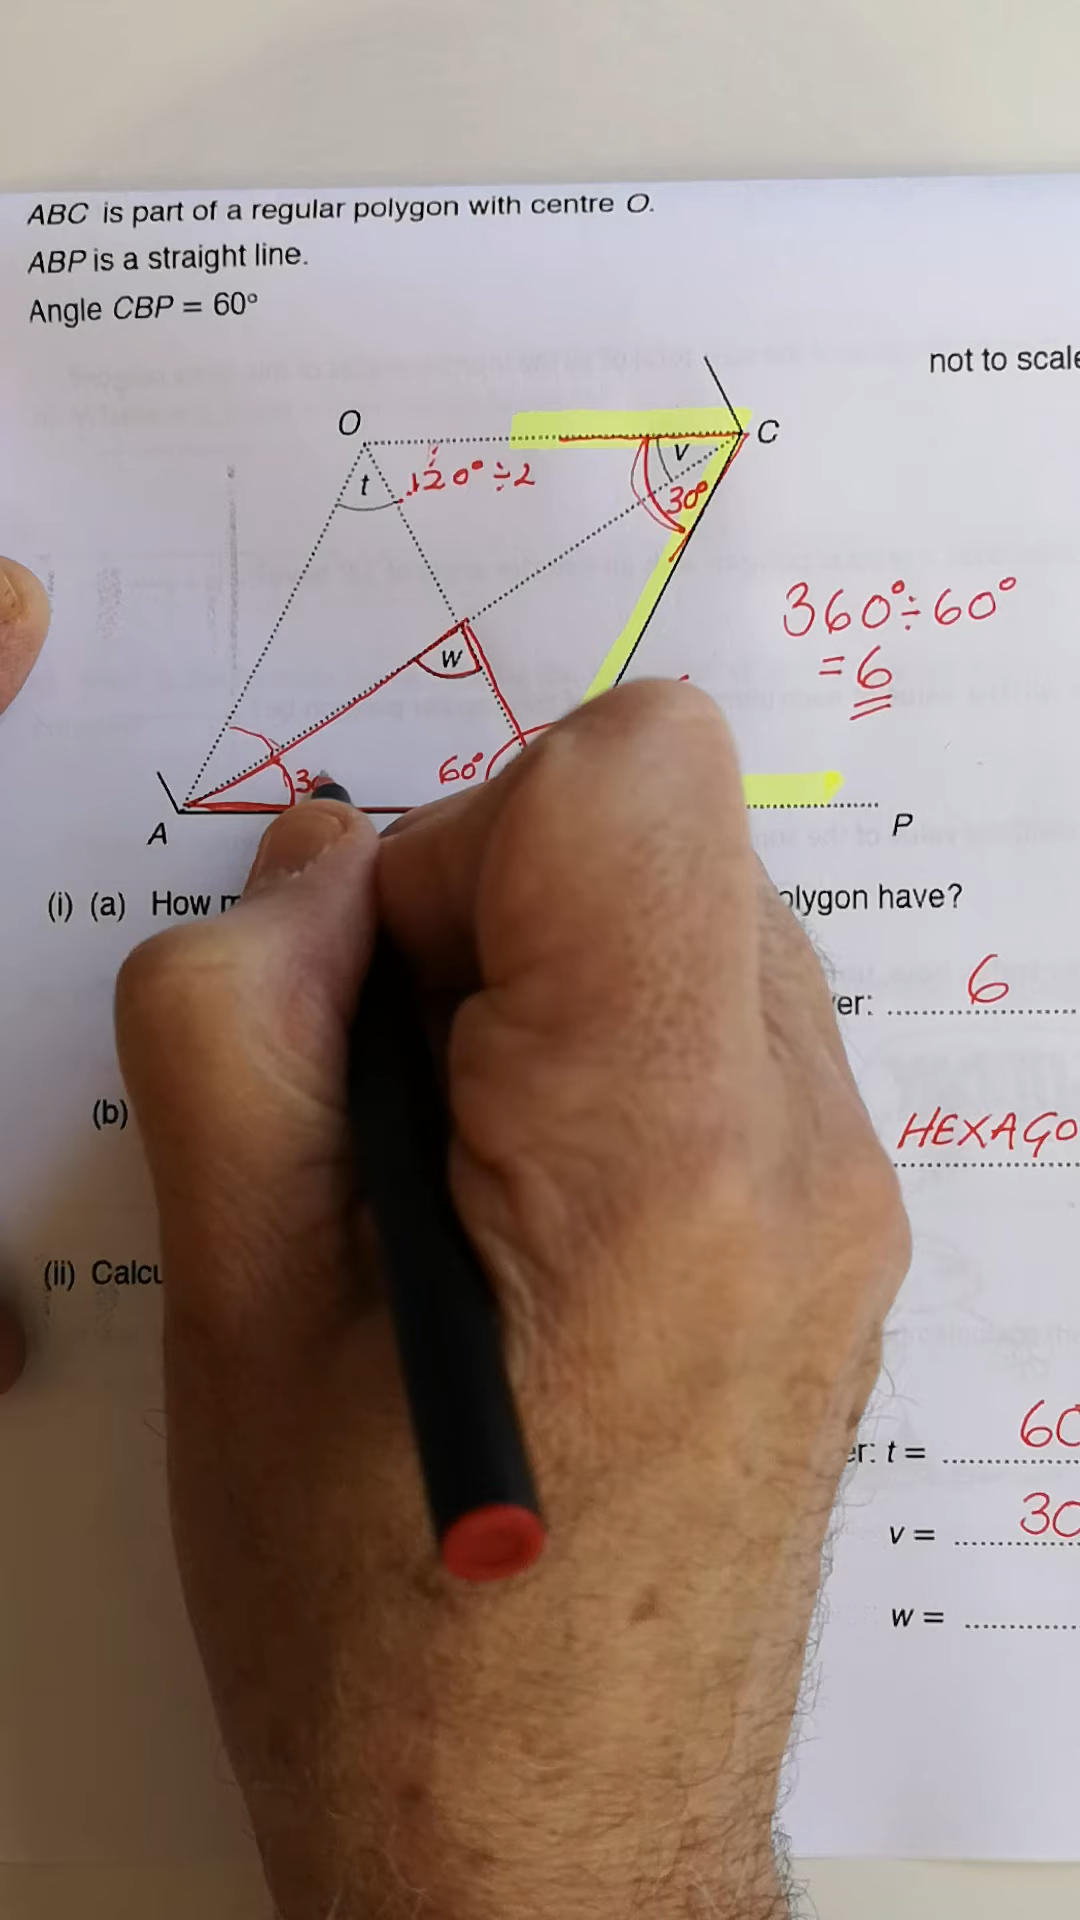 ABC is part of a regular polygon with centre O.
ABP is a straight line.
Angle CBP = 60°
not to scale
O
C
t
120° ÷ 2
v
30°
360° ÷ 60°
= 6
w
60°
A
P
(i) (a) How
olygon have?
er: 6
(b)
HEXAGO
(ii) Calcu
er: t = 60
v = 30
w =